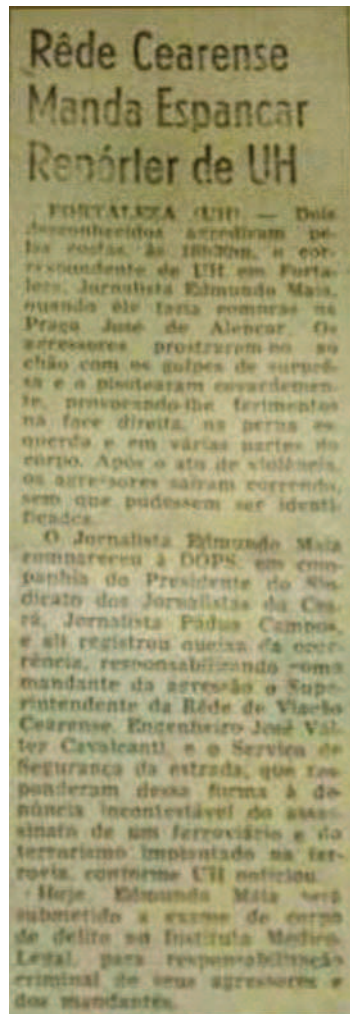 Rêde Cearense
Manda Espancar
Repórter de UH
FORTALEZA (UH) — Dois
desconhecidos agrediram pe-
las costas, às 18h30m, o cor-
respondente de UH em Forta-
leza, Jornalista Edmundo Maia,
quando êle fazia compras na
Praça José de Alencar. Os
agressores prostraram-no ao
chão com os golpes de surprê-
sa e o pisotearam covardemen-
te, provocando-lhe ferimentos
na face direita, na perna es-
querda e em várias partes do
corpo. Após o ato de violência,
os agressores saíram correndo,
sem que pudessem ser identi-
ficados.
O Jornalista Edmundo Maia
compareceu à DOPS, em com-
panhia do Presidente do Sin-
dicato dos Jornalistas do Cea-
rá, Jornalista Pádua Campos,
e ali registrou queixa da ocor-
rência, responsabilizando como
mandante da agressão o Supe-
rintendente da Rêde de Viação
Cearense, Engenheiro José Vál-
ter Cavalcanti, e o Serviço de
Segurança da estrada, que res-
ponderam dessa forma à de-
núncia incontestável do assas-
sinato de um ferroviário e do
terrorismo implantado na fer-
rovia, conforme UH noticiou.
Hoje, Edmundo Maia será
submetido a exame de corpo
de delito no Instituto Médico-
Legal, para responsabilização
criminal de seus agressores e
dos mandantes.